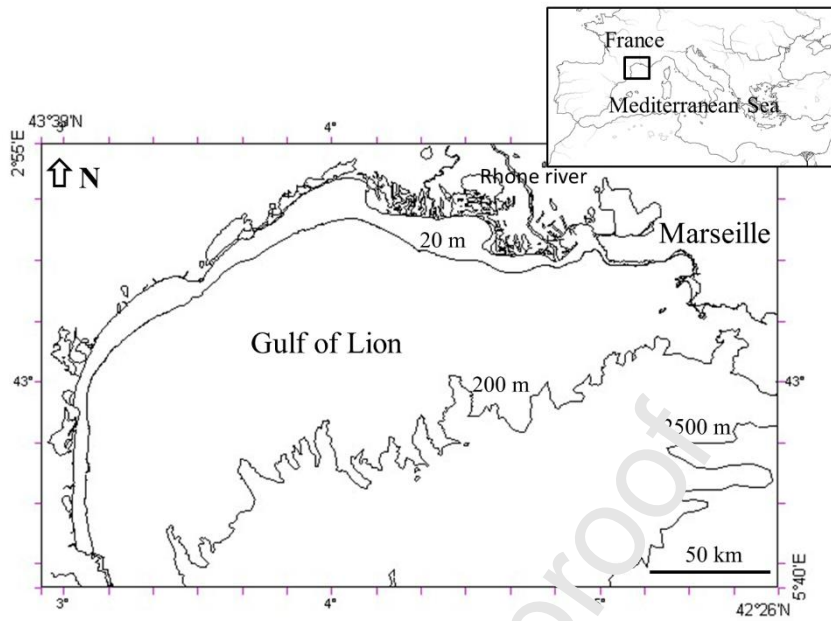 France
Mediterranean Sea
43°39'N
3°
4°
2°55'E
N
Rhone river
Marseille
20 m
Gulf of Lion
43°
43°
200 m
2500 m
50 km
proof
3°
4°
5°
5°40'E
42°26'N